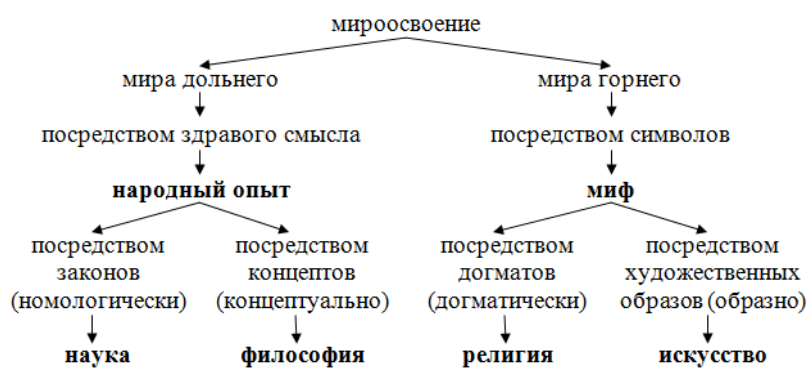 мироосвоение
мира дольнего
мира горнего
посредством здравого смысла
посредством символов
народный опыт
миф
посредством
законов
(номологически)
посредством
концептов
(концептуально)
посредством
догматов
(догматически)
посредством
художественных
образов (образно)
наука
философия
религия
искусство